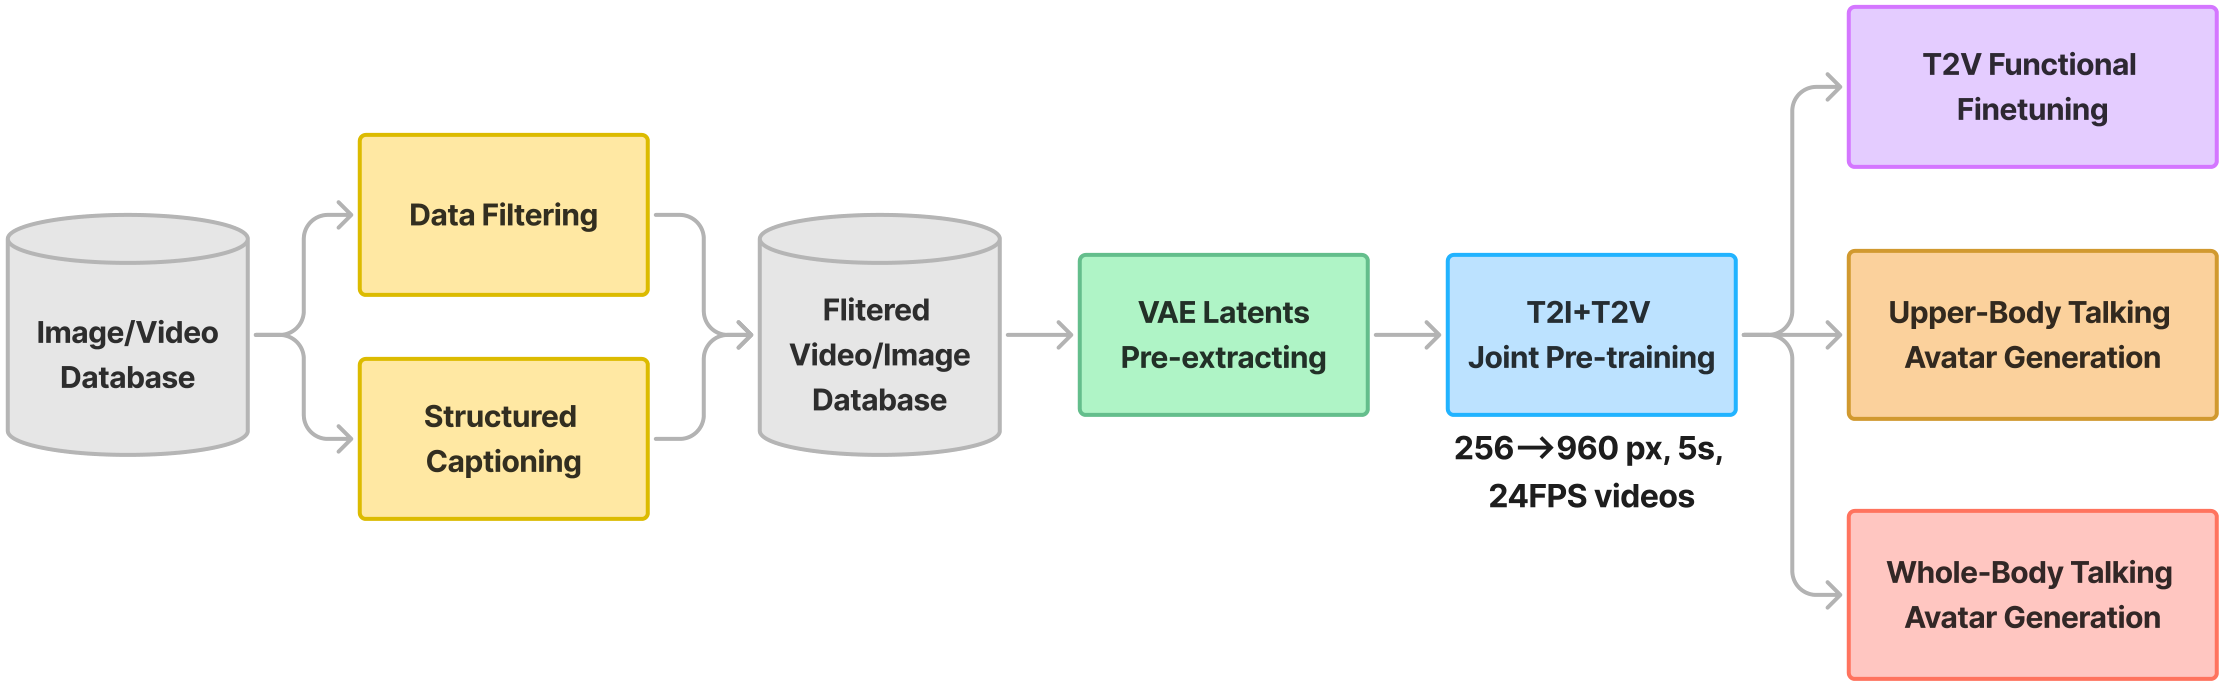 Image/Video
Database
Data Filtering
Structured
Captioning
Flitered
Video/Image
Database
VAE Latents
Pre-extracting
T2I+T2V
Joint Pre-training
256→960 px, 5s,
24FPS videos
T2V Functional
Finetuning
Upper-Body Talking
Avatar Generation
Whole-Body Talking
Avatar Generation